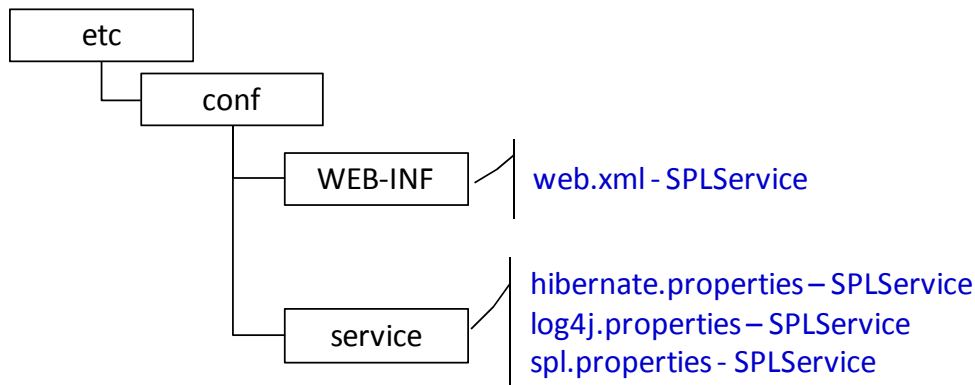 etc
conf
WEB-INF
web.xml - SPLService
hibernate.properties – SPLService
log4j.properties – SPLService
service
spl.properties - SPLService